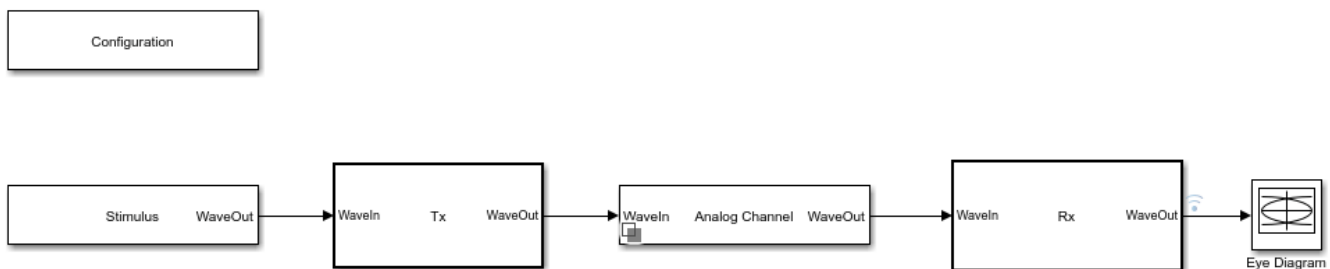 Configuration
Stimulus WaveOut
WaveIn Tx WaveOut
WaveIn Analog Channel WaveOut
WaveIn Rx WaveOut
Eye Diagram